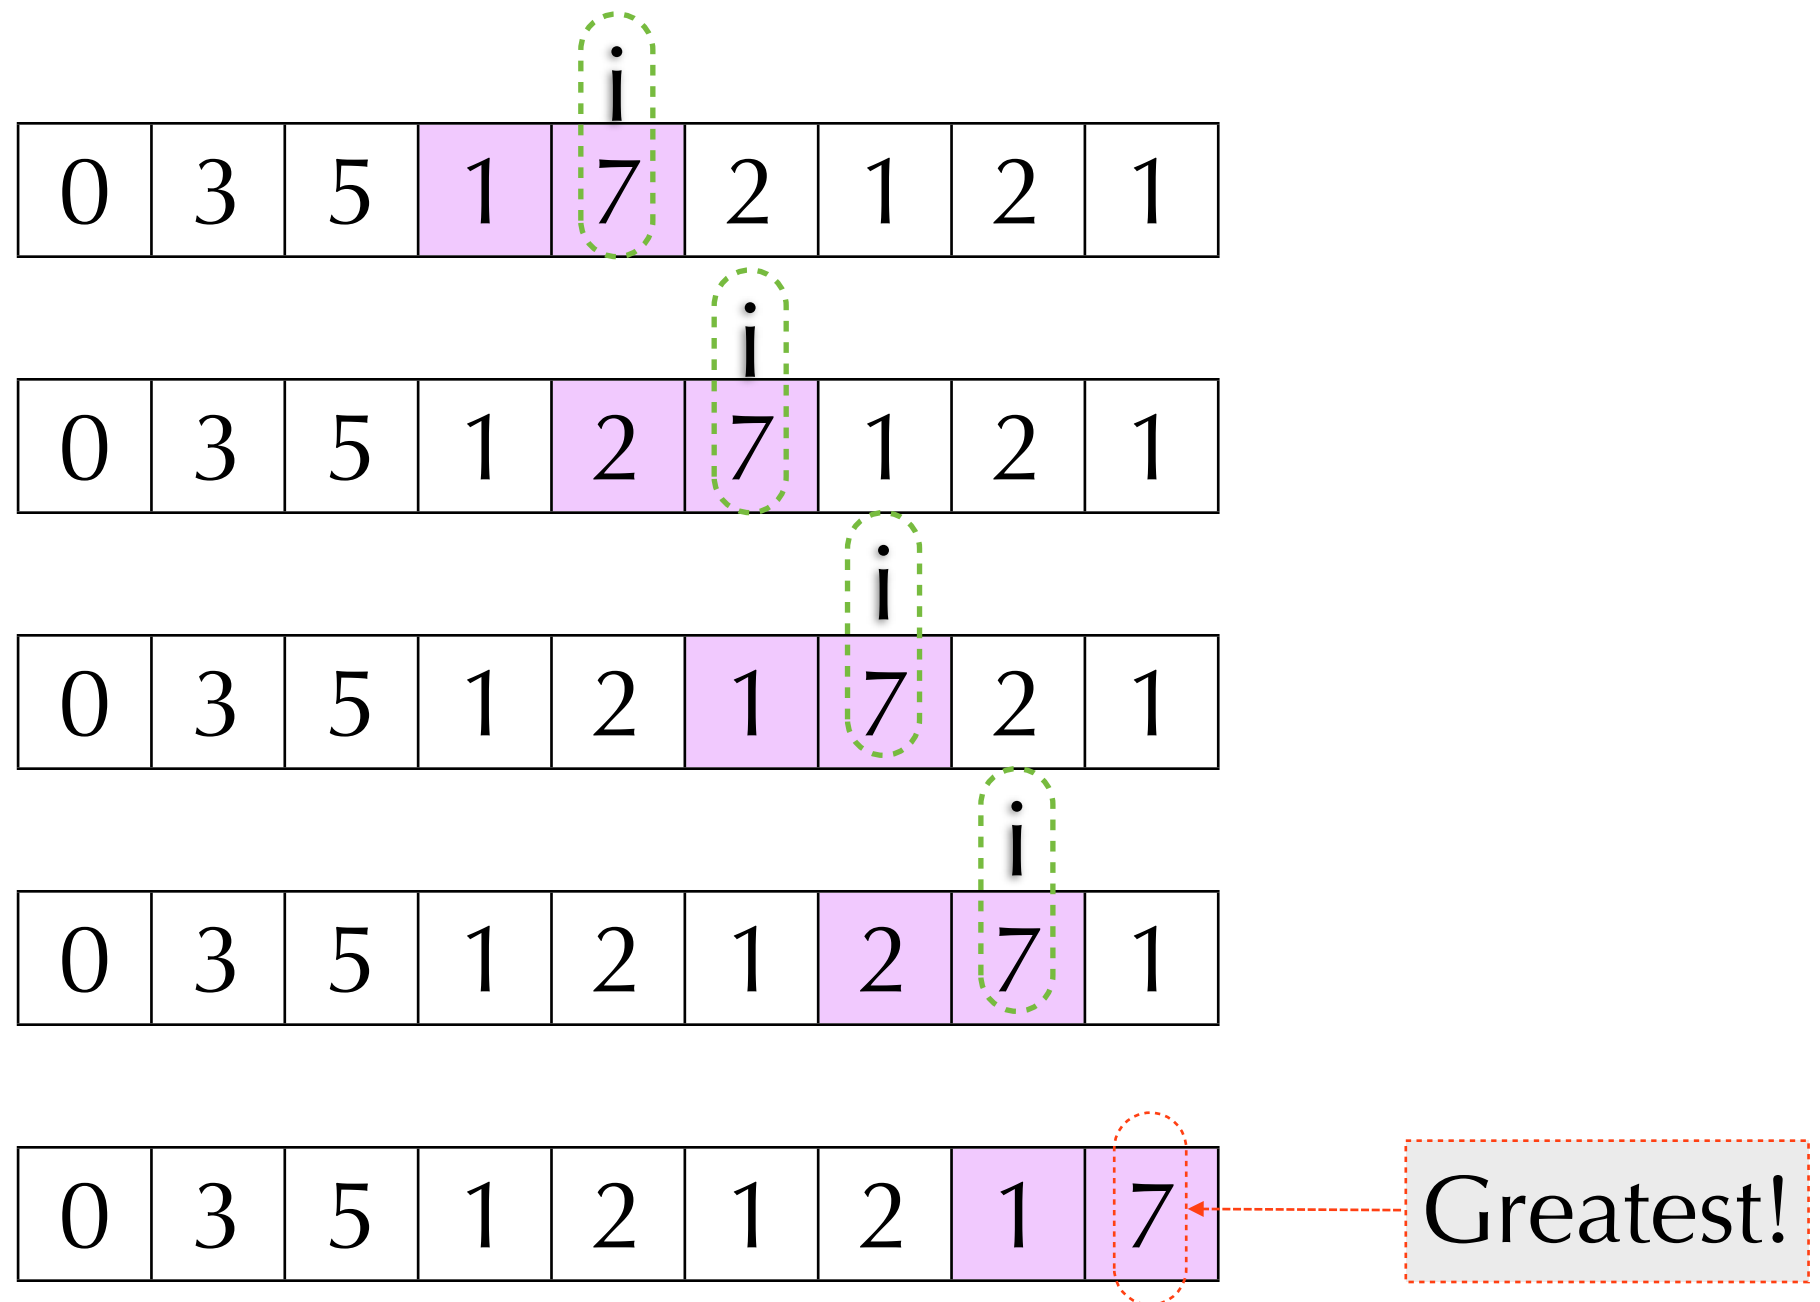 i
0 3 5 1 7 2 1 2 1
i
0 3 5 1 2 7 1 2 1
i
0 3 5 1 2 1 7 2 1
i
0 3 5 1 2 1 2 7 1
0 3 5 1 2 1 2 1 7
Greatest!